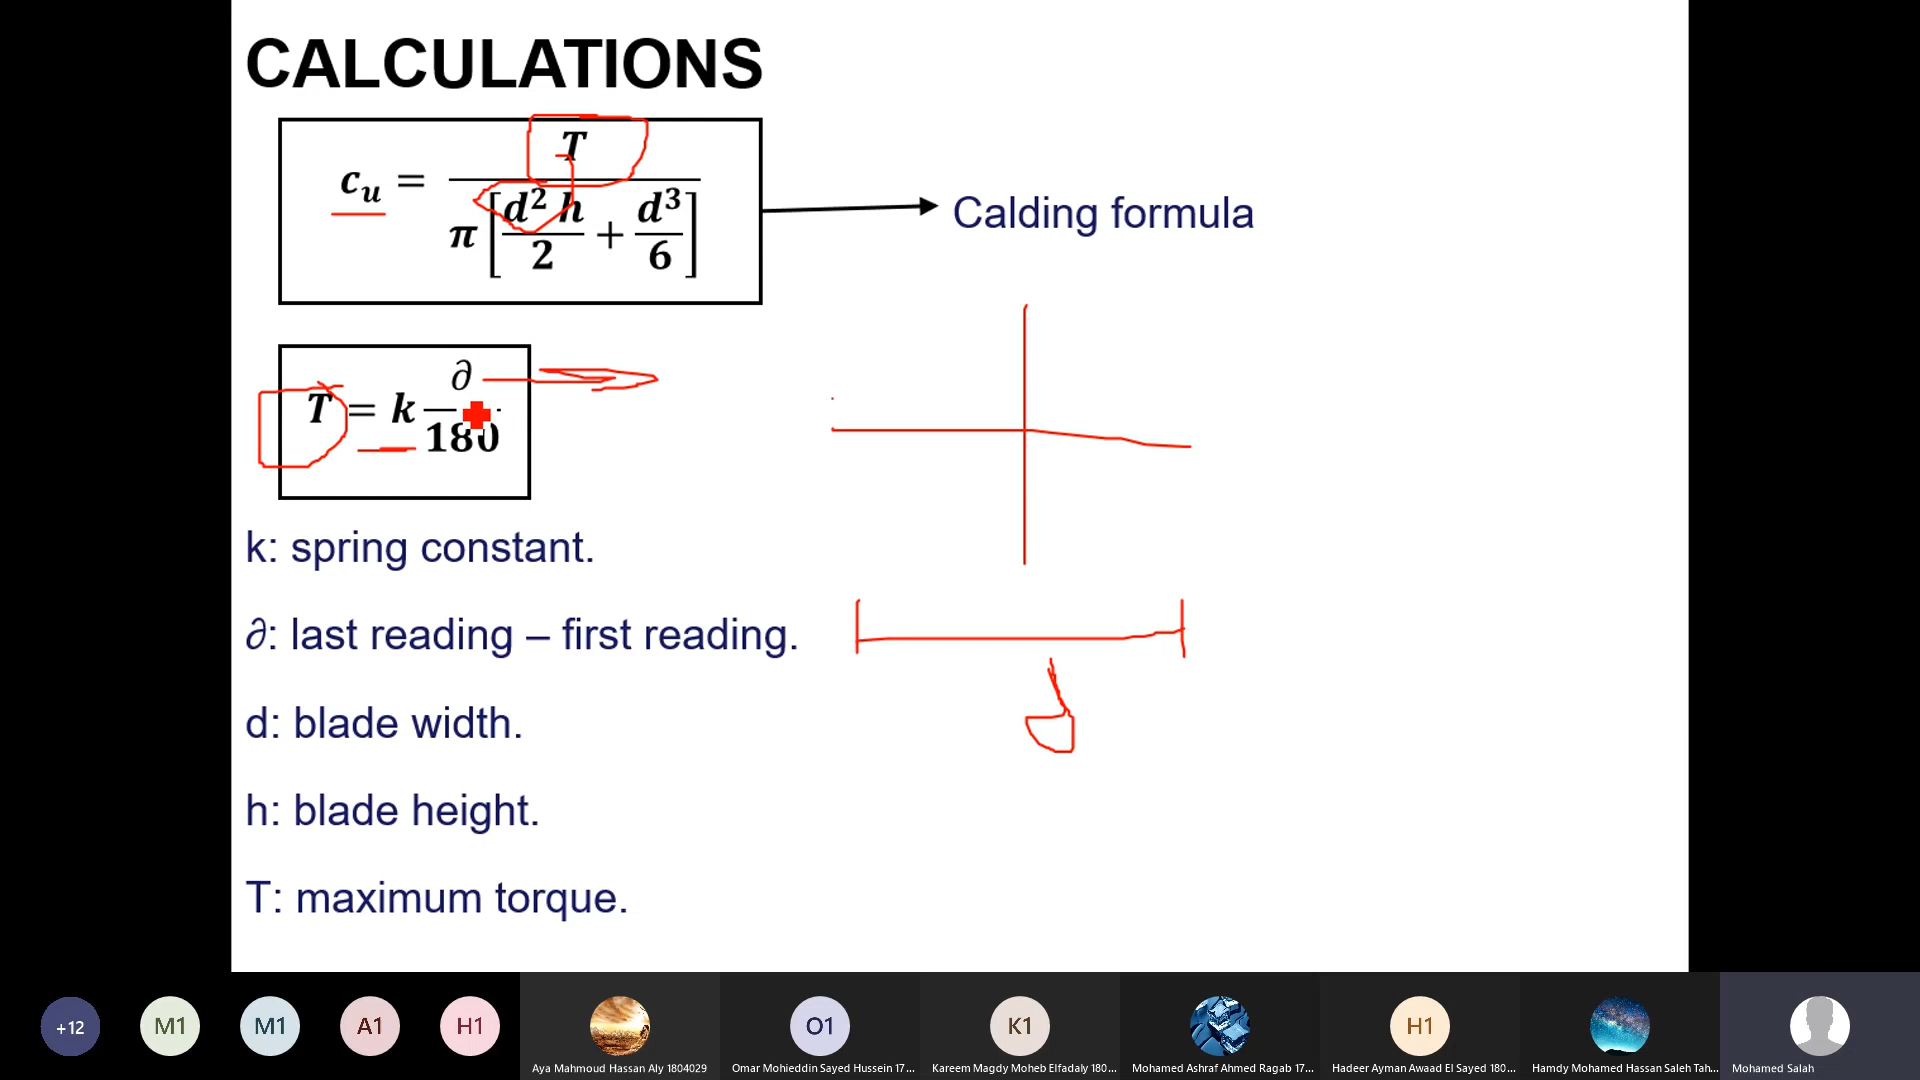 CALCULATIONS
c_u = T / π [ d² h / 2 + d³ / 6 ]
Calding formula
T = k ∂ / 180
k: spring constant.
∂: last reading – first reading.
d: blade width.
d
h: blade height.
T: maximum torque.
+12
M1
M1
A1
H1
O1
K1
H1
Aya Mahmoud Hassan Aly 1804029
Omar Mohieddin Sayed Hussein 17...
Kareem Magdy Moheb Elfadaly 180...
Mohamed Ashraf Ahmed Ragab 17...
Hadeer Ayman Awaad El Sayed 180...
Hamdy Mohamed Hassan Saleh Tah...
Mohamed Salah